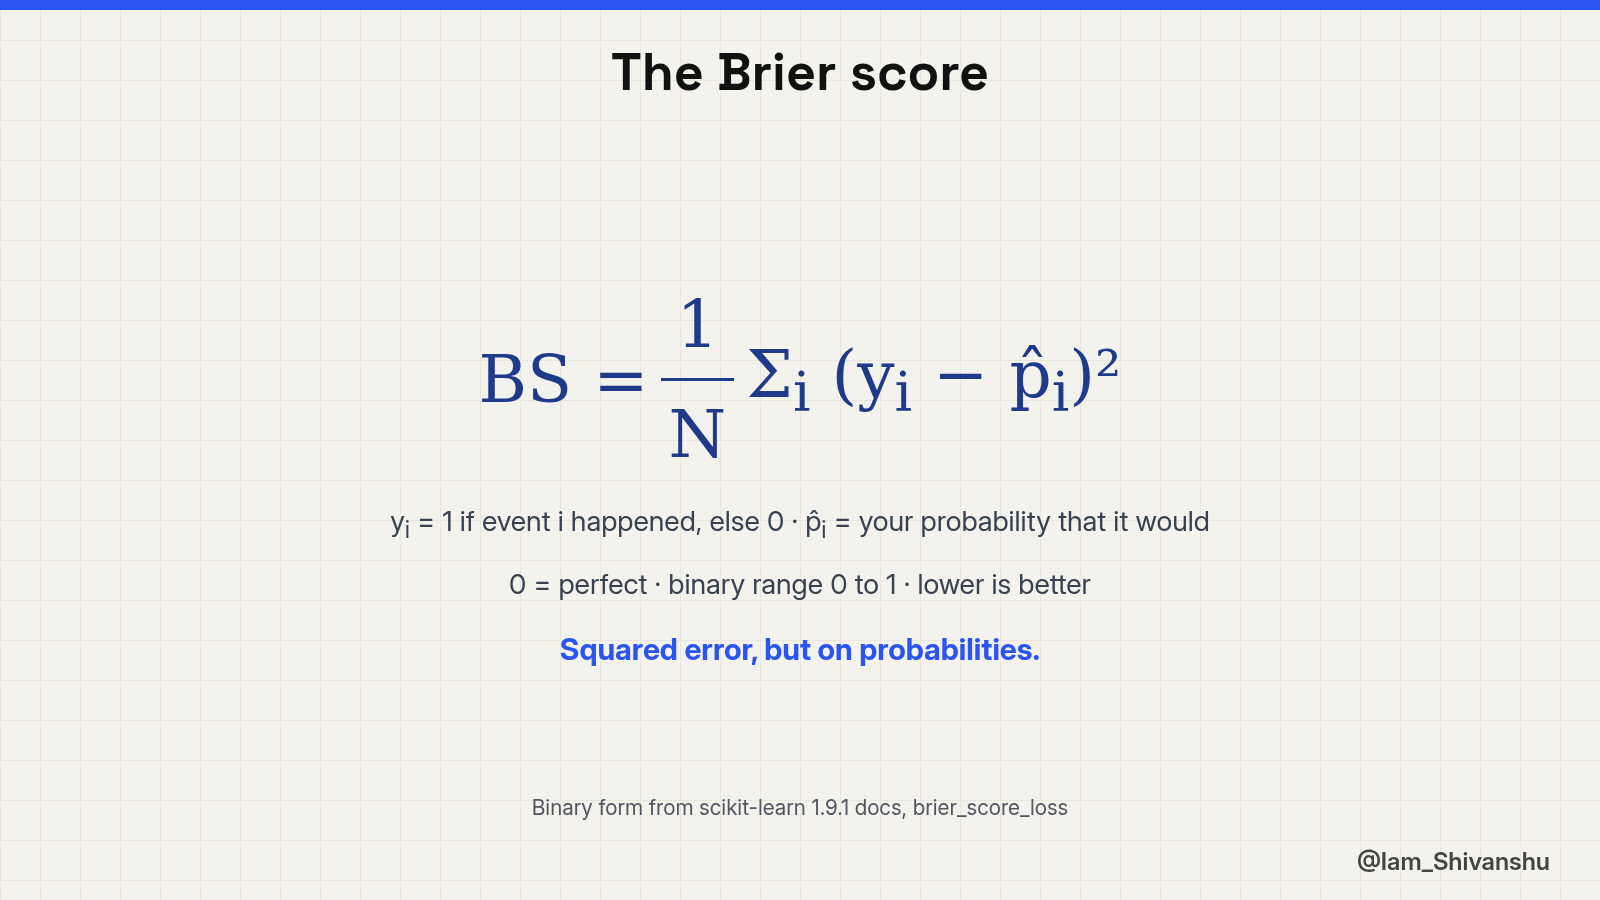 The Brier score
BS = 1/N Σᵢ (yᵢ − p̂ᵢ)²
yᵢ = 1 if event i happened, else 0 · p̂ᵢ = your probability that it would
0 = perfect · binary range 0 to 1 · lower is better
Squared error, but on probabilities.
Binary form from scikit-learn 1.9.1 docs, brier_score_loss
@Iam_Shivanshu